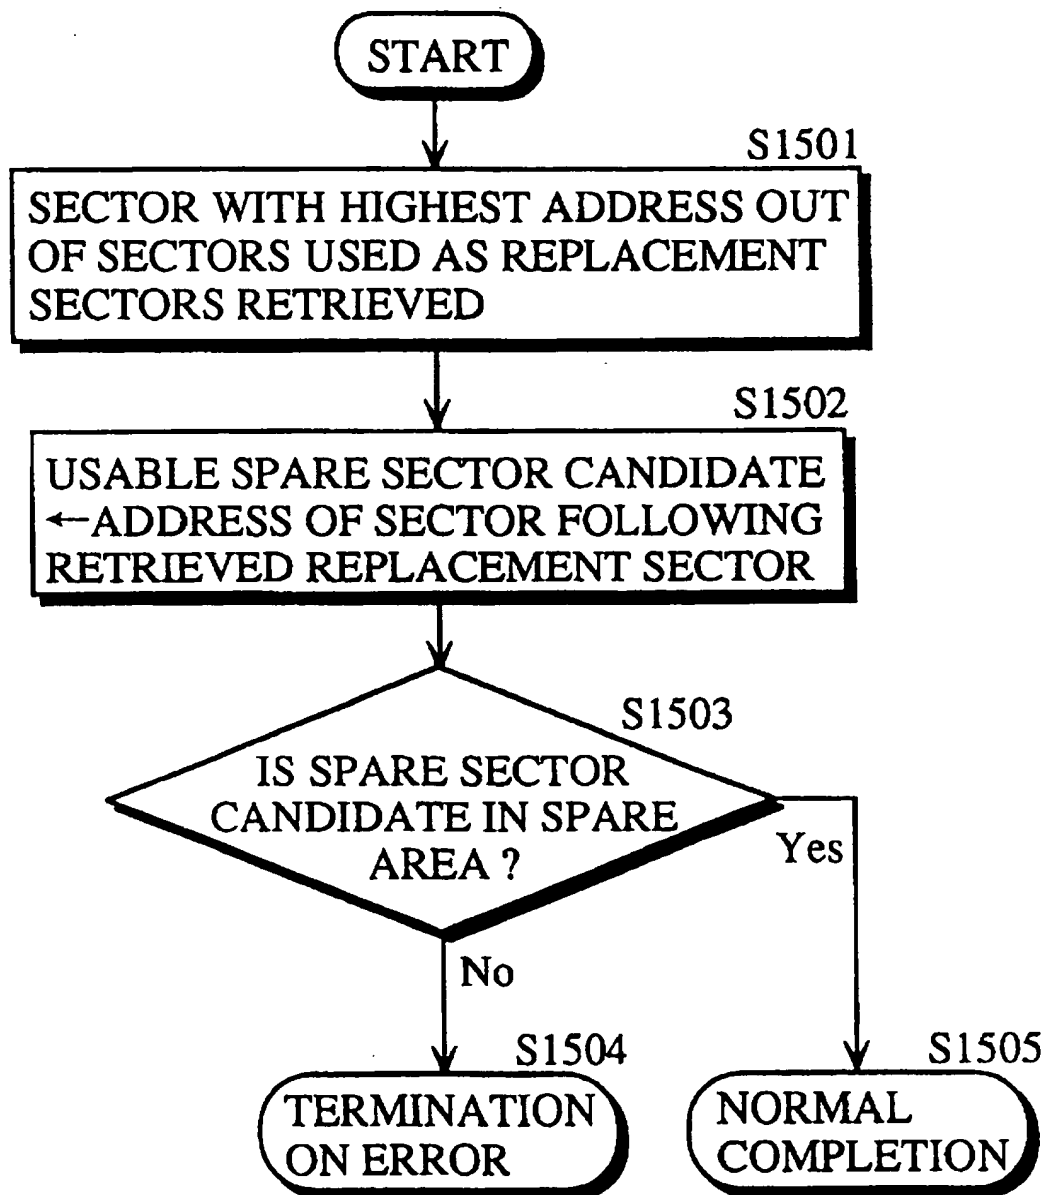 START
S1501
SECTOR WITH HIGHEST ADDRESS OUT
OF SECTORS USED AS REPLACEMENT
SECTORS RETRIEVED
S1502
USABLE SPARE SECTOR CANDIDATE
←ADDRESS OF SECTOR FOLLOWING
RETRIEVED REPLACEMENT SECTOR
S1503
IS SPARE SECTOR
CANDIDATE IN SPARE
AREA ?
Yes
No
S1504
TERMINATION
ON ERROR
S1505
NORMAL
COMPLETION